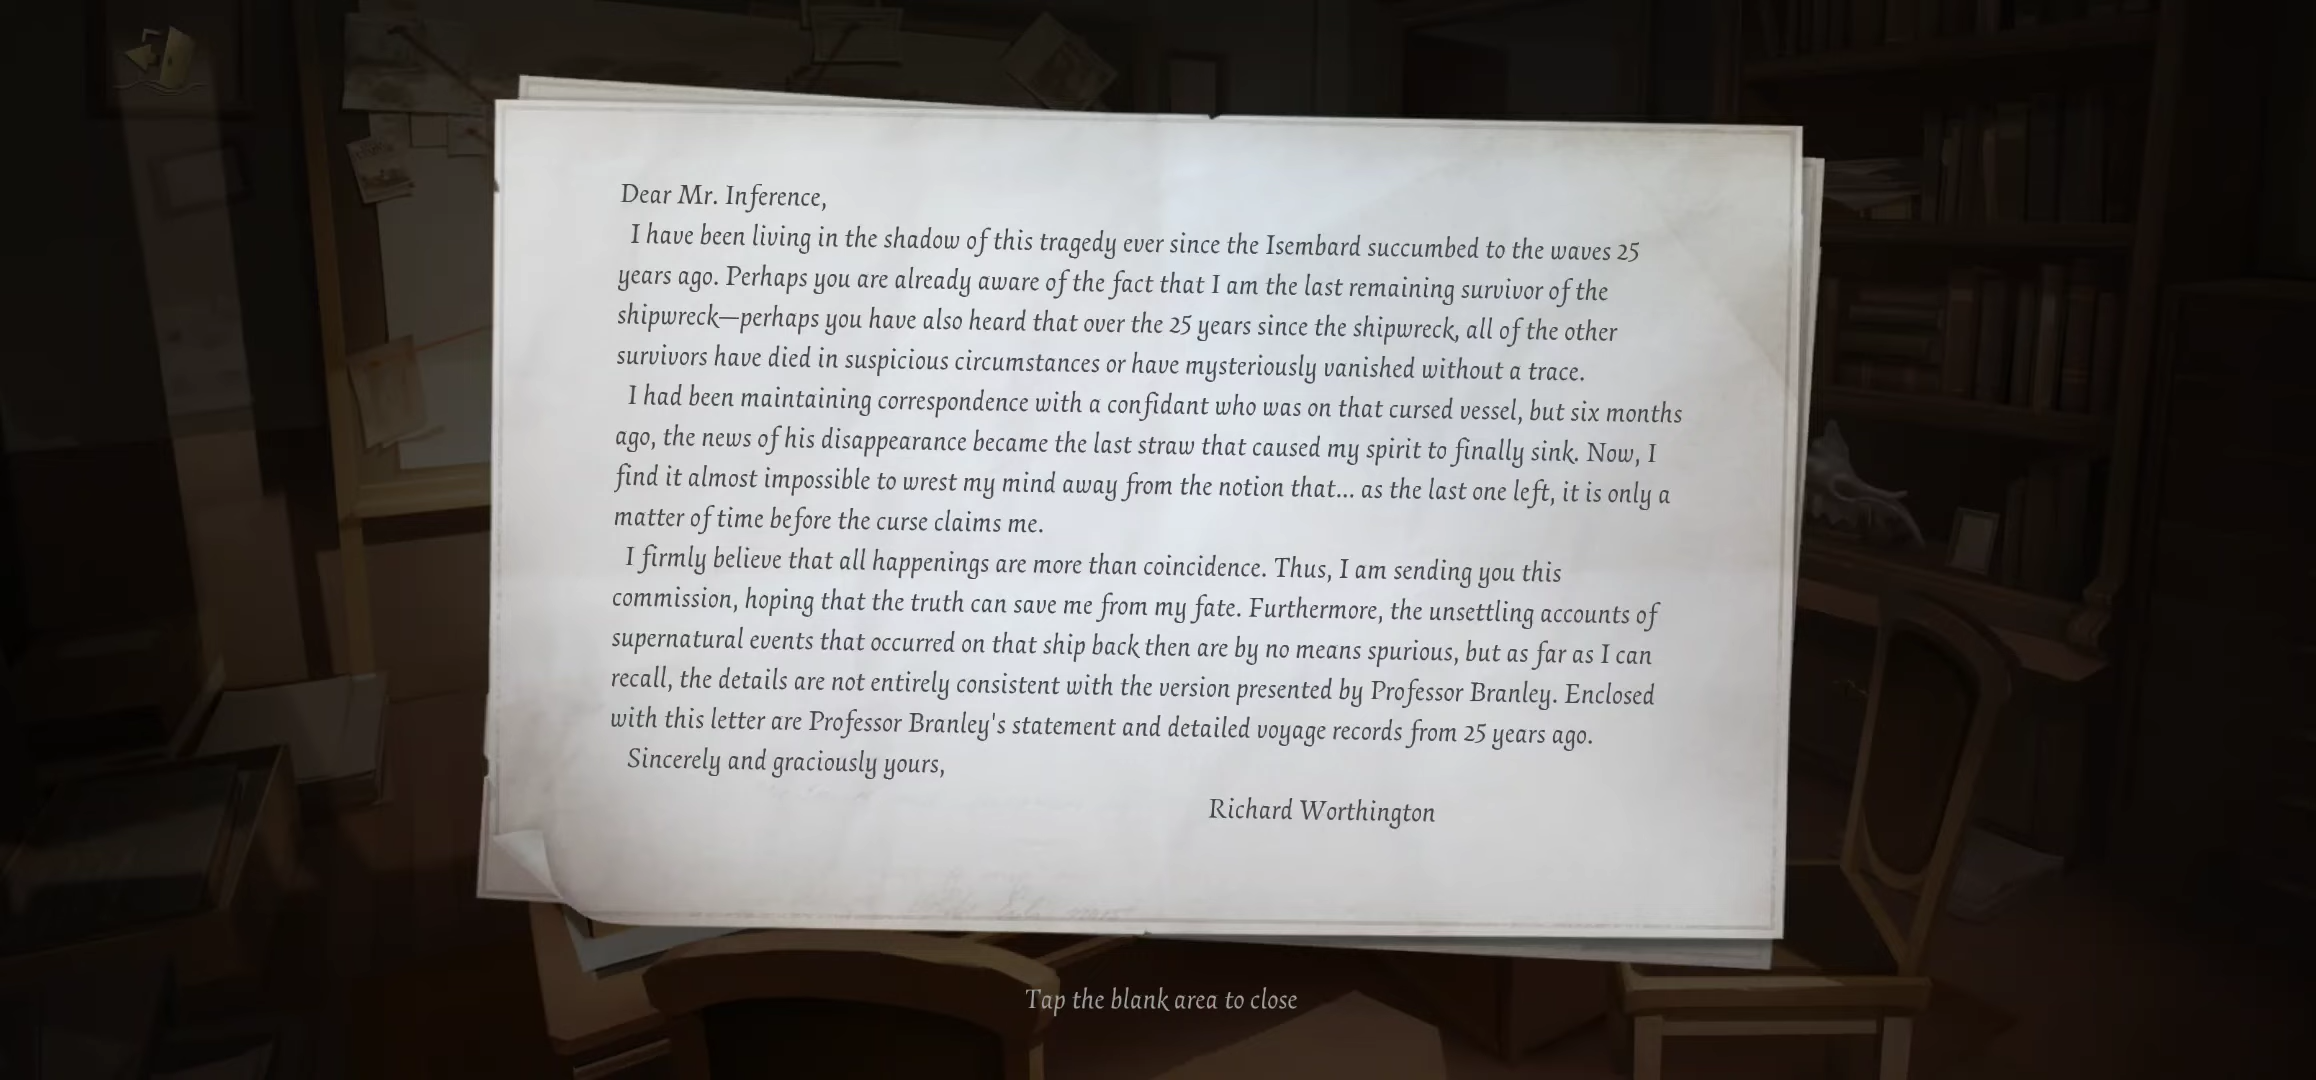 Dear Mr. Inference,
I have been living in the shadow of this tragedy ever since the Isembard succumbed to the waves 25
years ago. Perhaps you are already aware of the fact that I am the last remaining survivor of the
shipwreck—perhaps you have also heard that over the 25 years since the shipwreck, all of the other
survivors have died in suspicious circumstances or have mysteriously vanished without a trace.
I had been maintaining correspondence with a confidant who was on that cursed vessel, but six months
ago, the news of his disappearance became the last straw that caused my spirit to finally sink. Now, I
find it almost impossible to wrest my mind away from the notion that... as the last one left, it is only a
matter of time before the curse claims me.
I firmly believe that all happenings are more than coincidence. Thus, I am sending you this
commission, hoping that the truth can save me from my fate. Furthermore, the unsettling accounts of
supernatural events that occurred on that ship back then are by no means spurious, but as far as I can
recall, the details are not entirely consistent with the version presented by Professor Branley. Enclosed
with this letter are Professor Branley's statement and detailed voyage records from 25 years ago.
Sincerely and graciously yours,
Richard Worthington
Tap the blank area to close